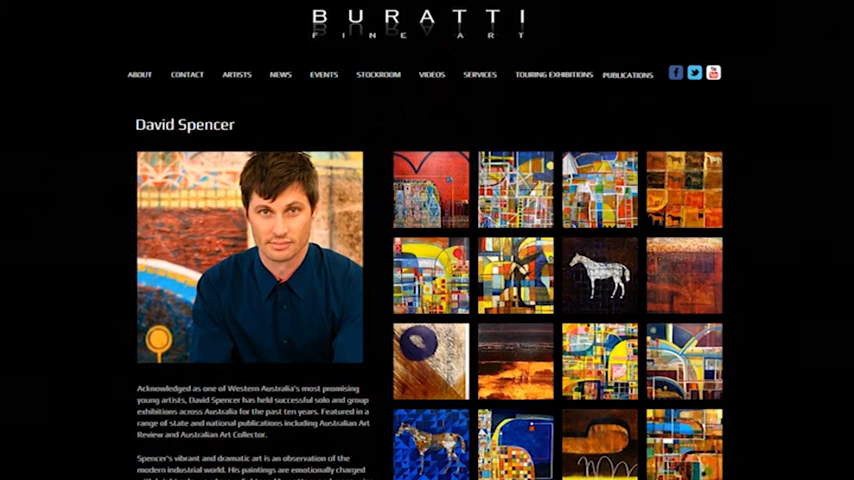 BURATTI
FINE ART
ABOUT CONTACT ARTISTS NEWS EVENTS STOCKROOM VIDEOS SERVICES TOURING EXHIBITIONS PUBLICATIONS
David Spencer
Acknowledged as one of Western Australia's most promising
young artists, David Spencer has held successful solo and group
exhibitions across Australia for the past ten years. Featured in a
range of state and national publications including Australian Art
Review and Australian Art Collector.
Spencer's vibrant and dramatic art is an observation of the
modern industrial world. His paintings are emotionally charged